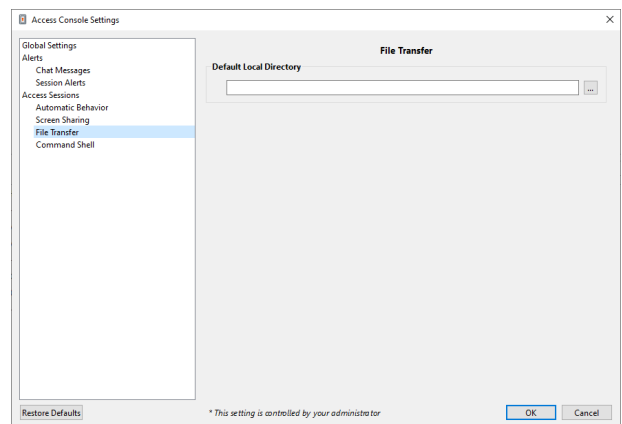 Access Console Settings
Global Settings
Alerts
Chat Messages
Session Alerts
Access Sessions
Automatic Behavior
Screen Sharing
File Transfer
Command Shell
File Transfer
Default Local Directory
...
Restore Defaults
* This setting is controlled by your administrator
OK
Cancel